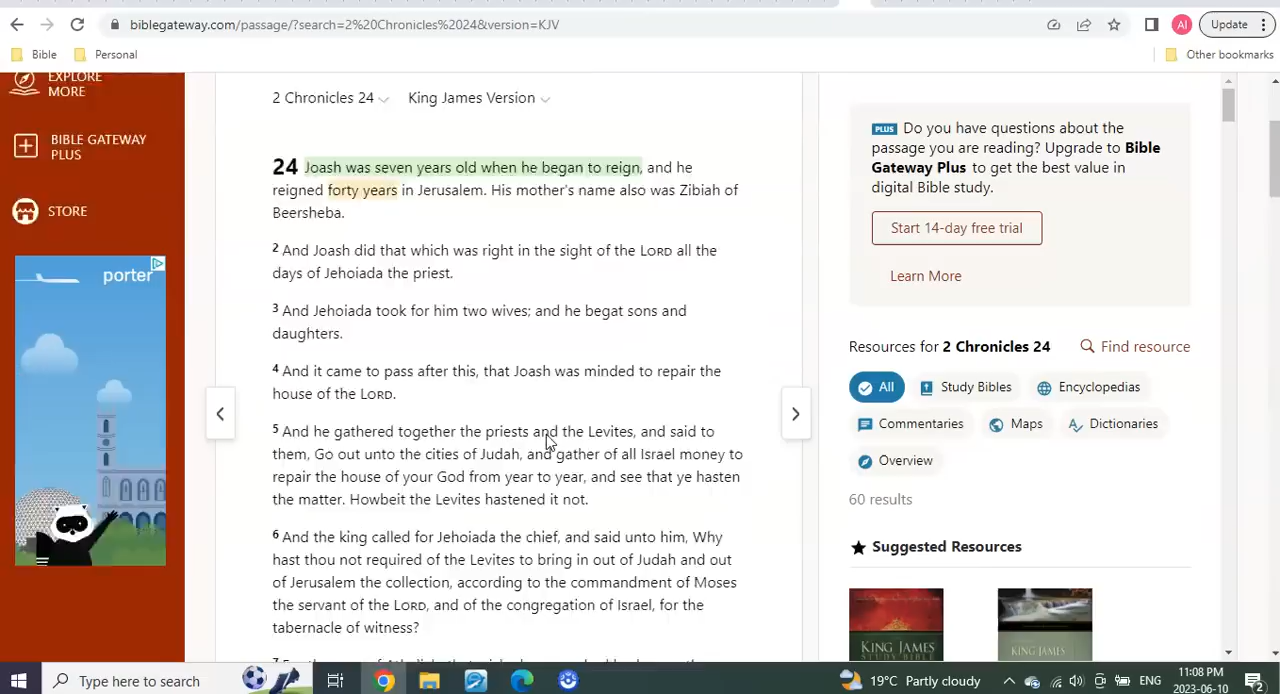 biblegateway.com/passage/?search=2%20Chronicles%2024&version=KJV
AI
Update
Bible
Personal
Other bookmarks
EXPLORE
MORE
BIBLE GATEWAY
PLUS
STORE
porter
2 Chronicles 24
King James Version
24 Joash was seven years old when he began to reign, and he
reigned forty years in Jerusalem. His mother's name also was Zibiah of
Beersheba.
2 And Joash did that which was right in the sight of the LORD all the
days of Jehoiada the priest.
3 And Jehoiada took for him two wives; and he begat sons and
daughters.
4 And it came to pass after this, that Joash was minded to repair the
house of the LORD.
5 And he gathered together the priests and the Levites, and said to
them, Go out unto the cities of Judah, and gather of all Israel money to
repair the house of your God from year to year, and see that ye hasten
the matter. Howbeit the Levites hastened it not.
6 And the king called for Jehoiada the chief, and said unto him, Why
hast thou not required of the Levites to bring in out of Judah and out
of Jerusalem the collection, according to the commandment of Moses
the servant of the LORD, and of the congregation of Israel, for the
tabernacle of witness?
PLUS Do you have questions about the
passage you are reading? Upgrade to Bible
Gateway Plus to get the best value in
digital Bible study.
Start 14-day free trial
Learn More
Resources for 2 Chronicles 24
Find resource
All
Study Bibles
Encyclopedias
Commentaries
Maps
Dictionaries
Overview
60 results
Suggested Resources
KING JAMES
STUDY BIBLE
KING JAMES
Type here to search
19°C Partly cloudy
ENG
11:08 PM
2023-06-10
2